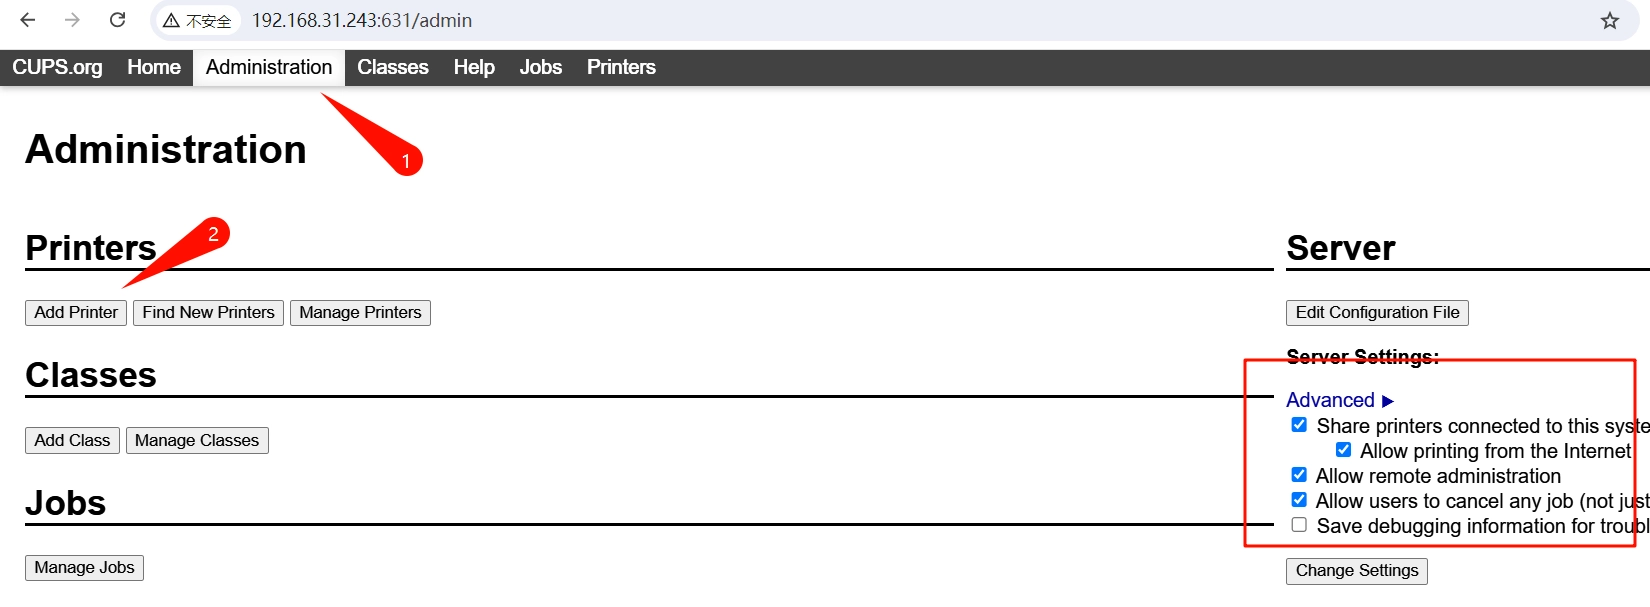 不安全 192.168.31.243:631/admin
CUPS.org Home Administration Classes Help Jobs Printers
1
Administration
2
Printers
Add Printer Find New Printers Manage Printers
Classes
Add Class Manage Classes
Jobs
Manage Jobs
Server
Edit Configuration File
Server Settings:
Advanced ▶
Share printers connected to this syste
Allow printing from the Internet
Allow remote administration
Allow users to cancel any job (not just
Save debugging information for troubl
Change Settings